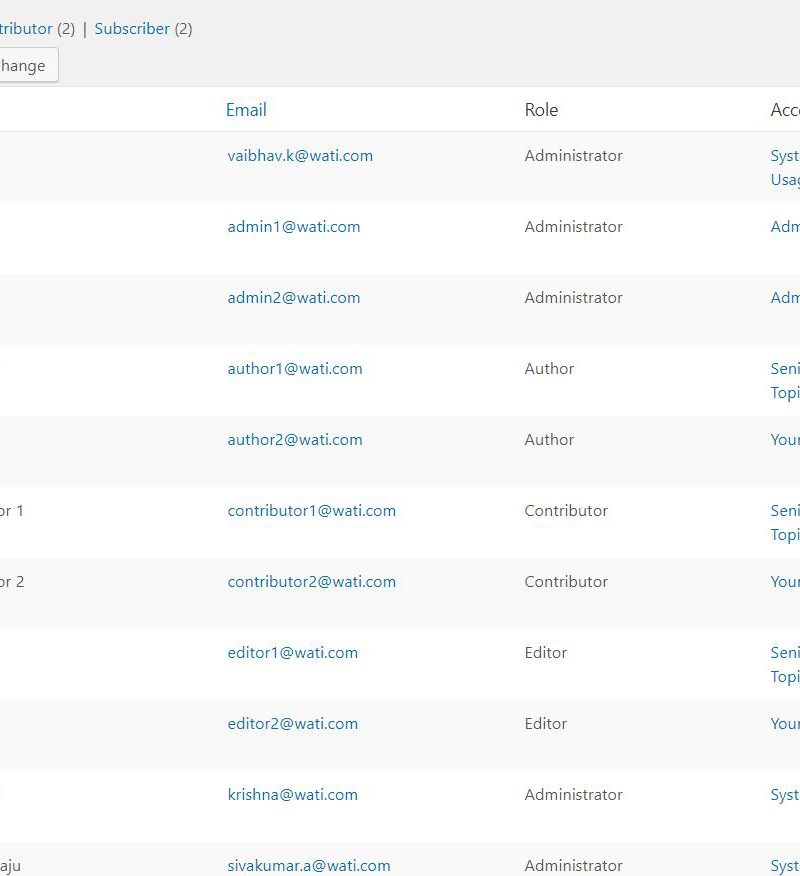 tributor (2) | Subscriber (2)
hange
Email Role Acc
vaibhav.k@wati.com Administrator Syst
Usag
admin1@wati.com Administrator Adm
admin2@wati.com Administrator Adm
author1@wati.com Author Seni
Topi
author2@wati.com Author Your
or 1 contributor1@wati.com Contributor Seni
Topi
or 2 contributor2@wati.com Contributor Your
editor1@wati.com Editor Seni
Topi
editor2@wati.com Editor Your
krishna@wati.com Administrator Syst
aju sivakumar.a@wati.com Administrator Syst